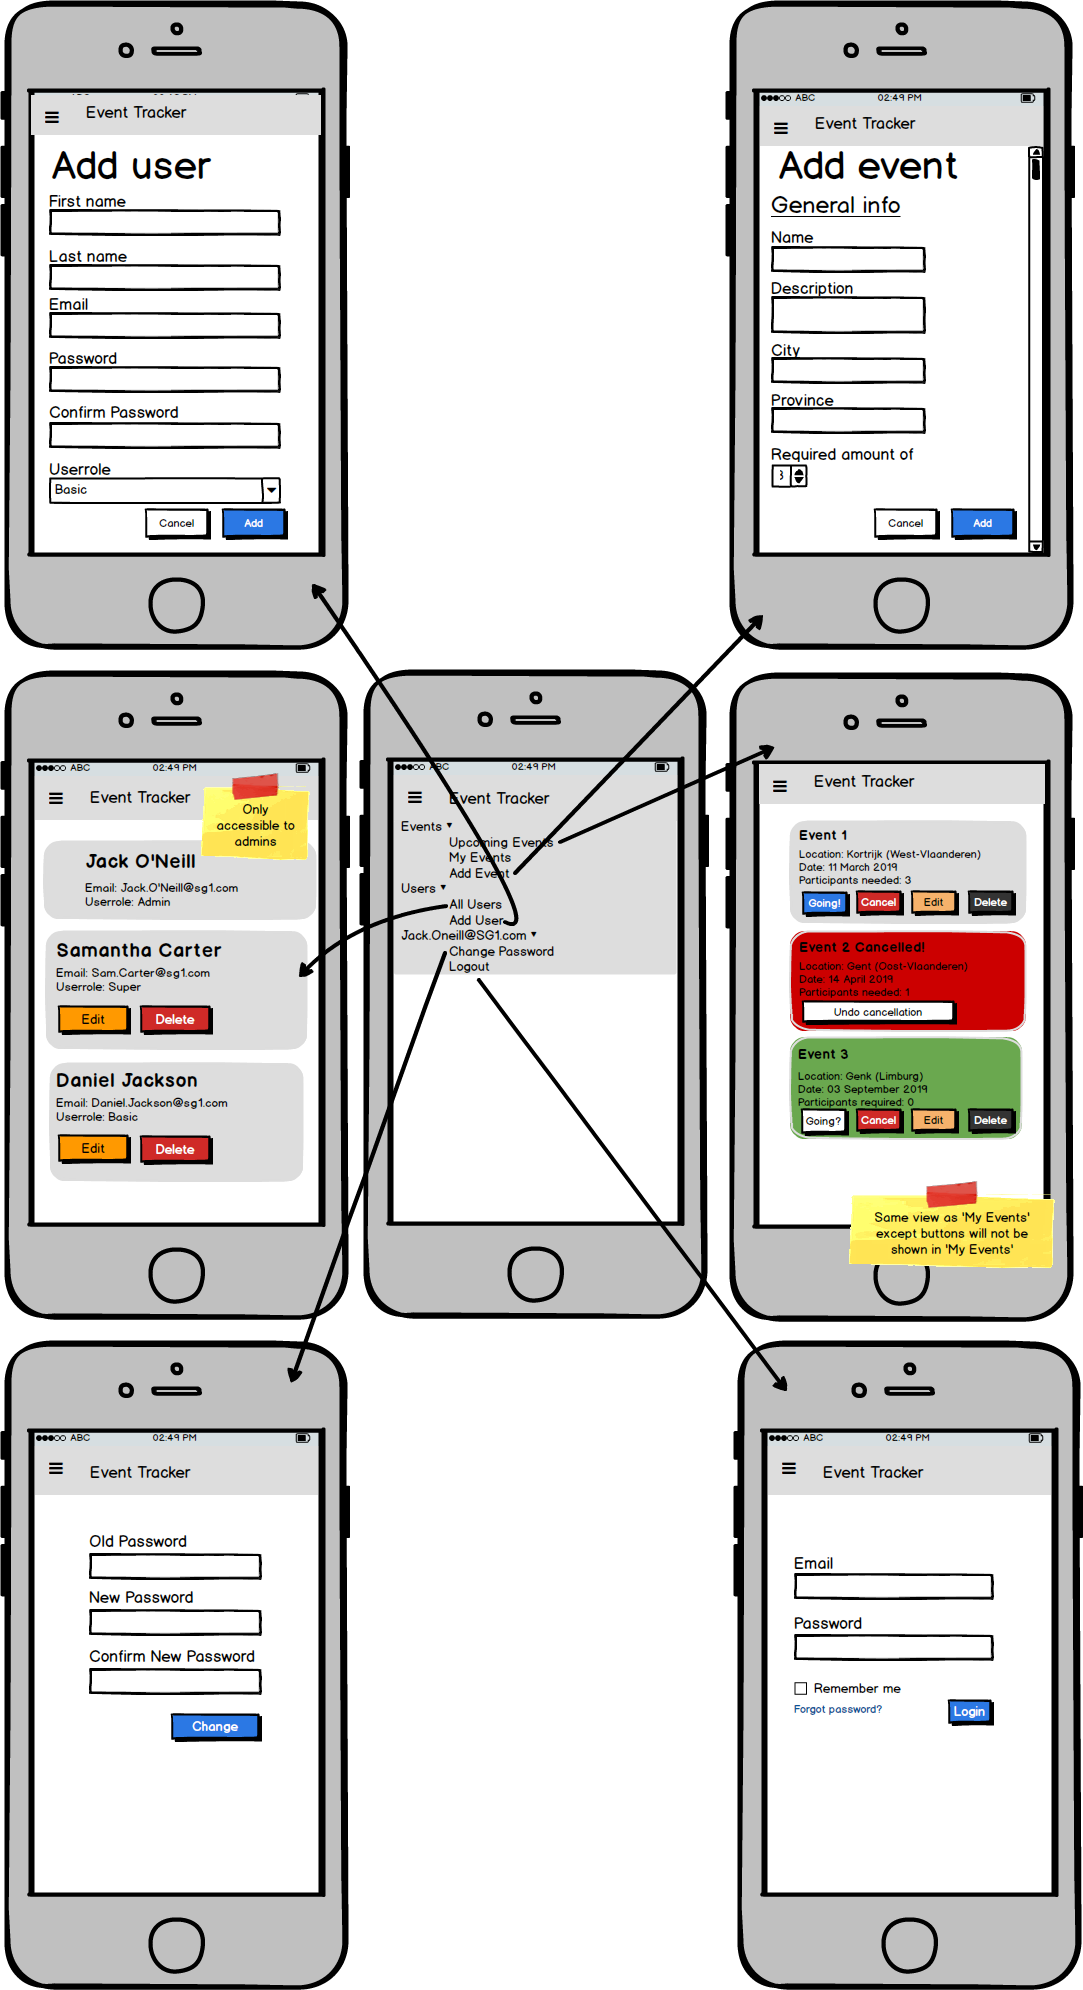 Event Tracker
Add user
First name
Last name
Email
Password
Confirm Password
Userrole
Basic
Cancel
Add
ABC
02:49 PM
Event Tracker
Add event
General info
Name
Description
City
Province
Required amount of
3
Cancel
Add
ABC
02:49 PM
Event Tracker
Only
accessible to
admins
Jack O'Neill
Email: Jack.O'Neill@sg1.com
Userrole: Admin
Samantha Carter
Email: Sam.Carter@sg1.com
Userrole: Super
Edit
Delete
Daniel Jackson
Email: Daniel.Jackson@sg1.com
Userrole: Basic
Edit
Delete
ABC
02:49 PM
Event Tracker
Events
Upcoming Events
My Events
Add Event
Users
All Users
Add User
Jack.Oneill@SG1.com
Change Password
Logout
Event Tracker
Event 1
Location: Kortrijk (West-Vlaanderen)
Date: 11 March 2019
Participants needed: 3
Going!
Cancel
Edit
Delete
Event 2 Cancelled!
Location: Gent (Oost-Vlaanderen)
Date: 14 April 2019
Participants needed: 1
Undo cancellation
Event 3
Location: Genk (Limburg)
Date: 03 September 2019
Participants required: 0
Going?
Cancel
Edit
Delete
Same view as 'My Events'
except buttons will not be
shown in 'My Events'
ABC
02:49 PM
Event Tracker
Old Password
New Password
Confirm New Password
Change
ABC
02:49 PM
Event Tracker
Email
Password
Remember me
Forgot password?
Login